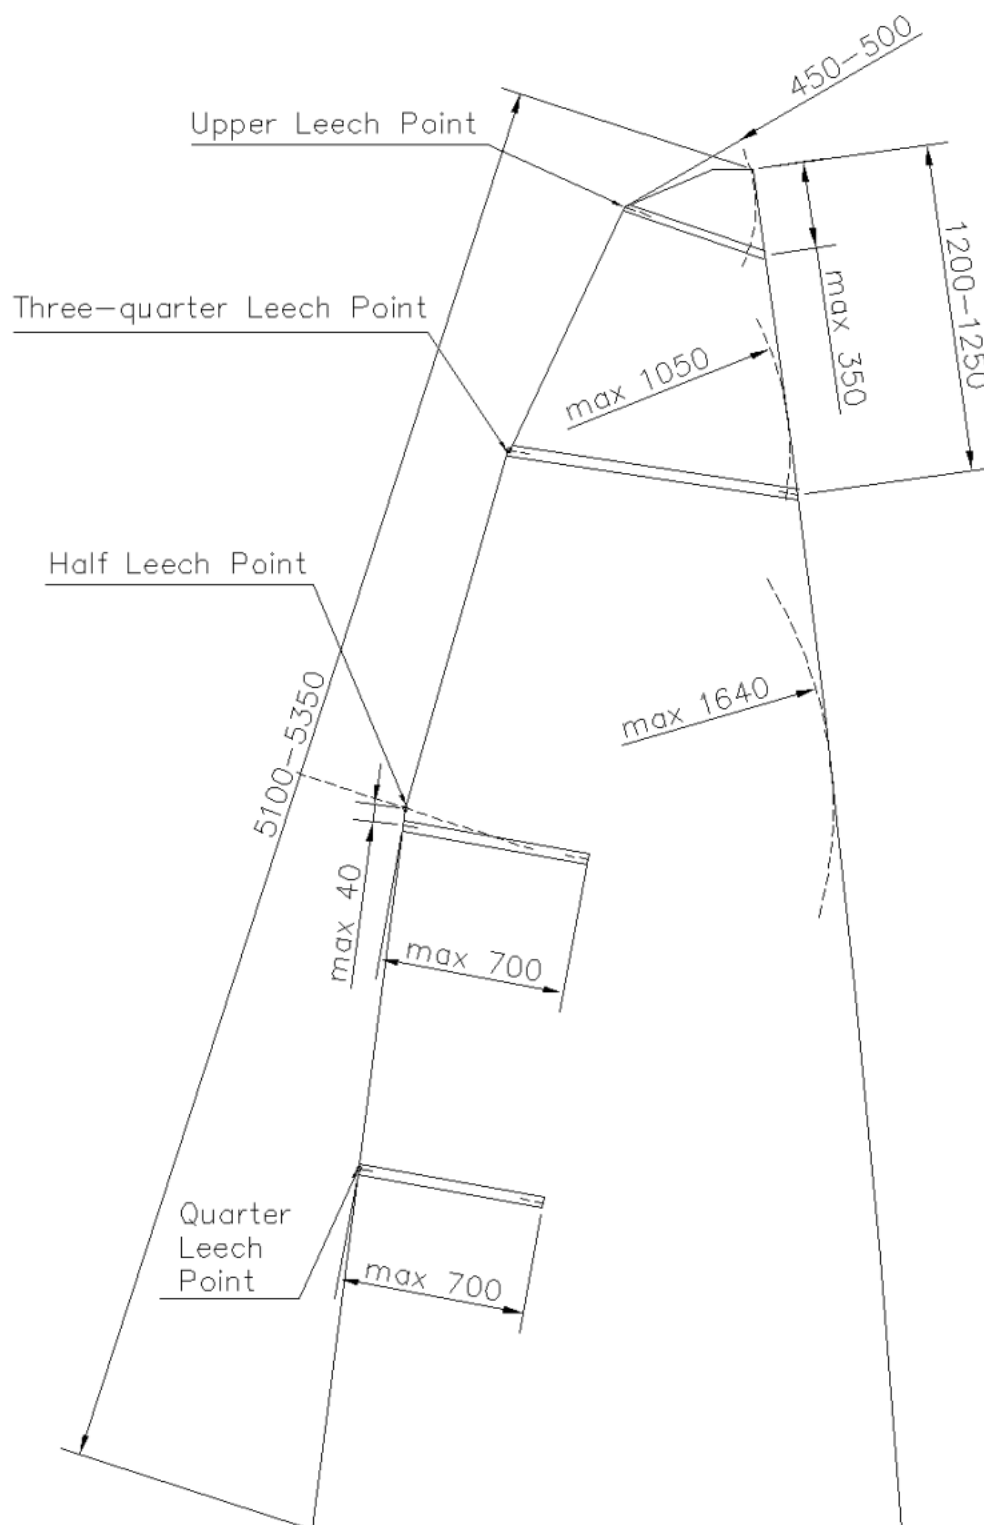 450-500
Upper Leech Point
1200-1250
max 350
Three-quarter Leech Point
max 1050
Half Leech Point
max 1640
5100-5350
max 40
max 700
Quarter
Leech
Point
max 700